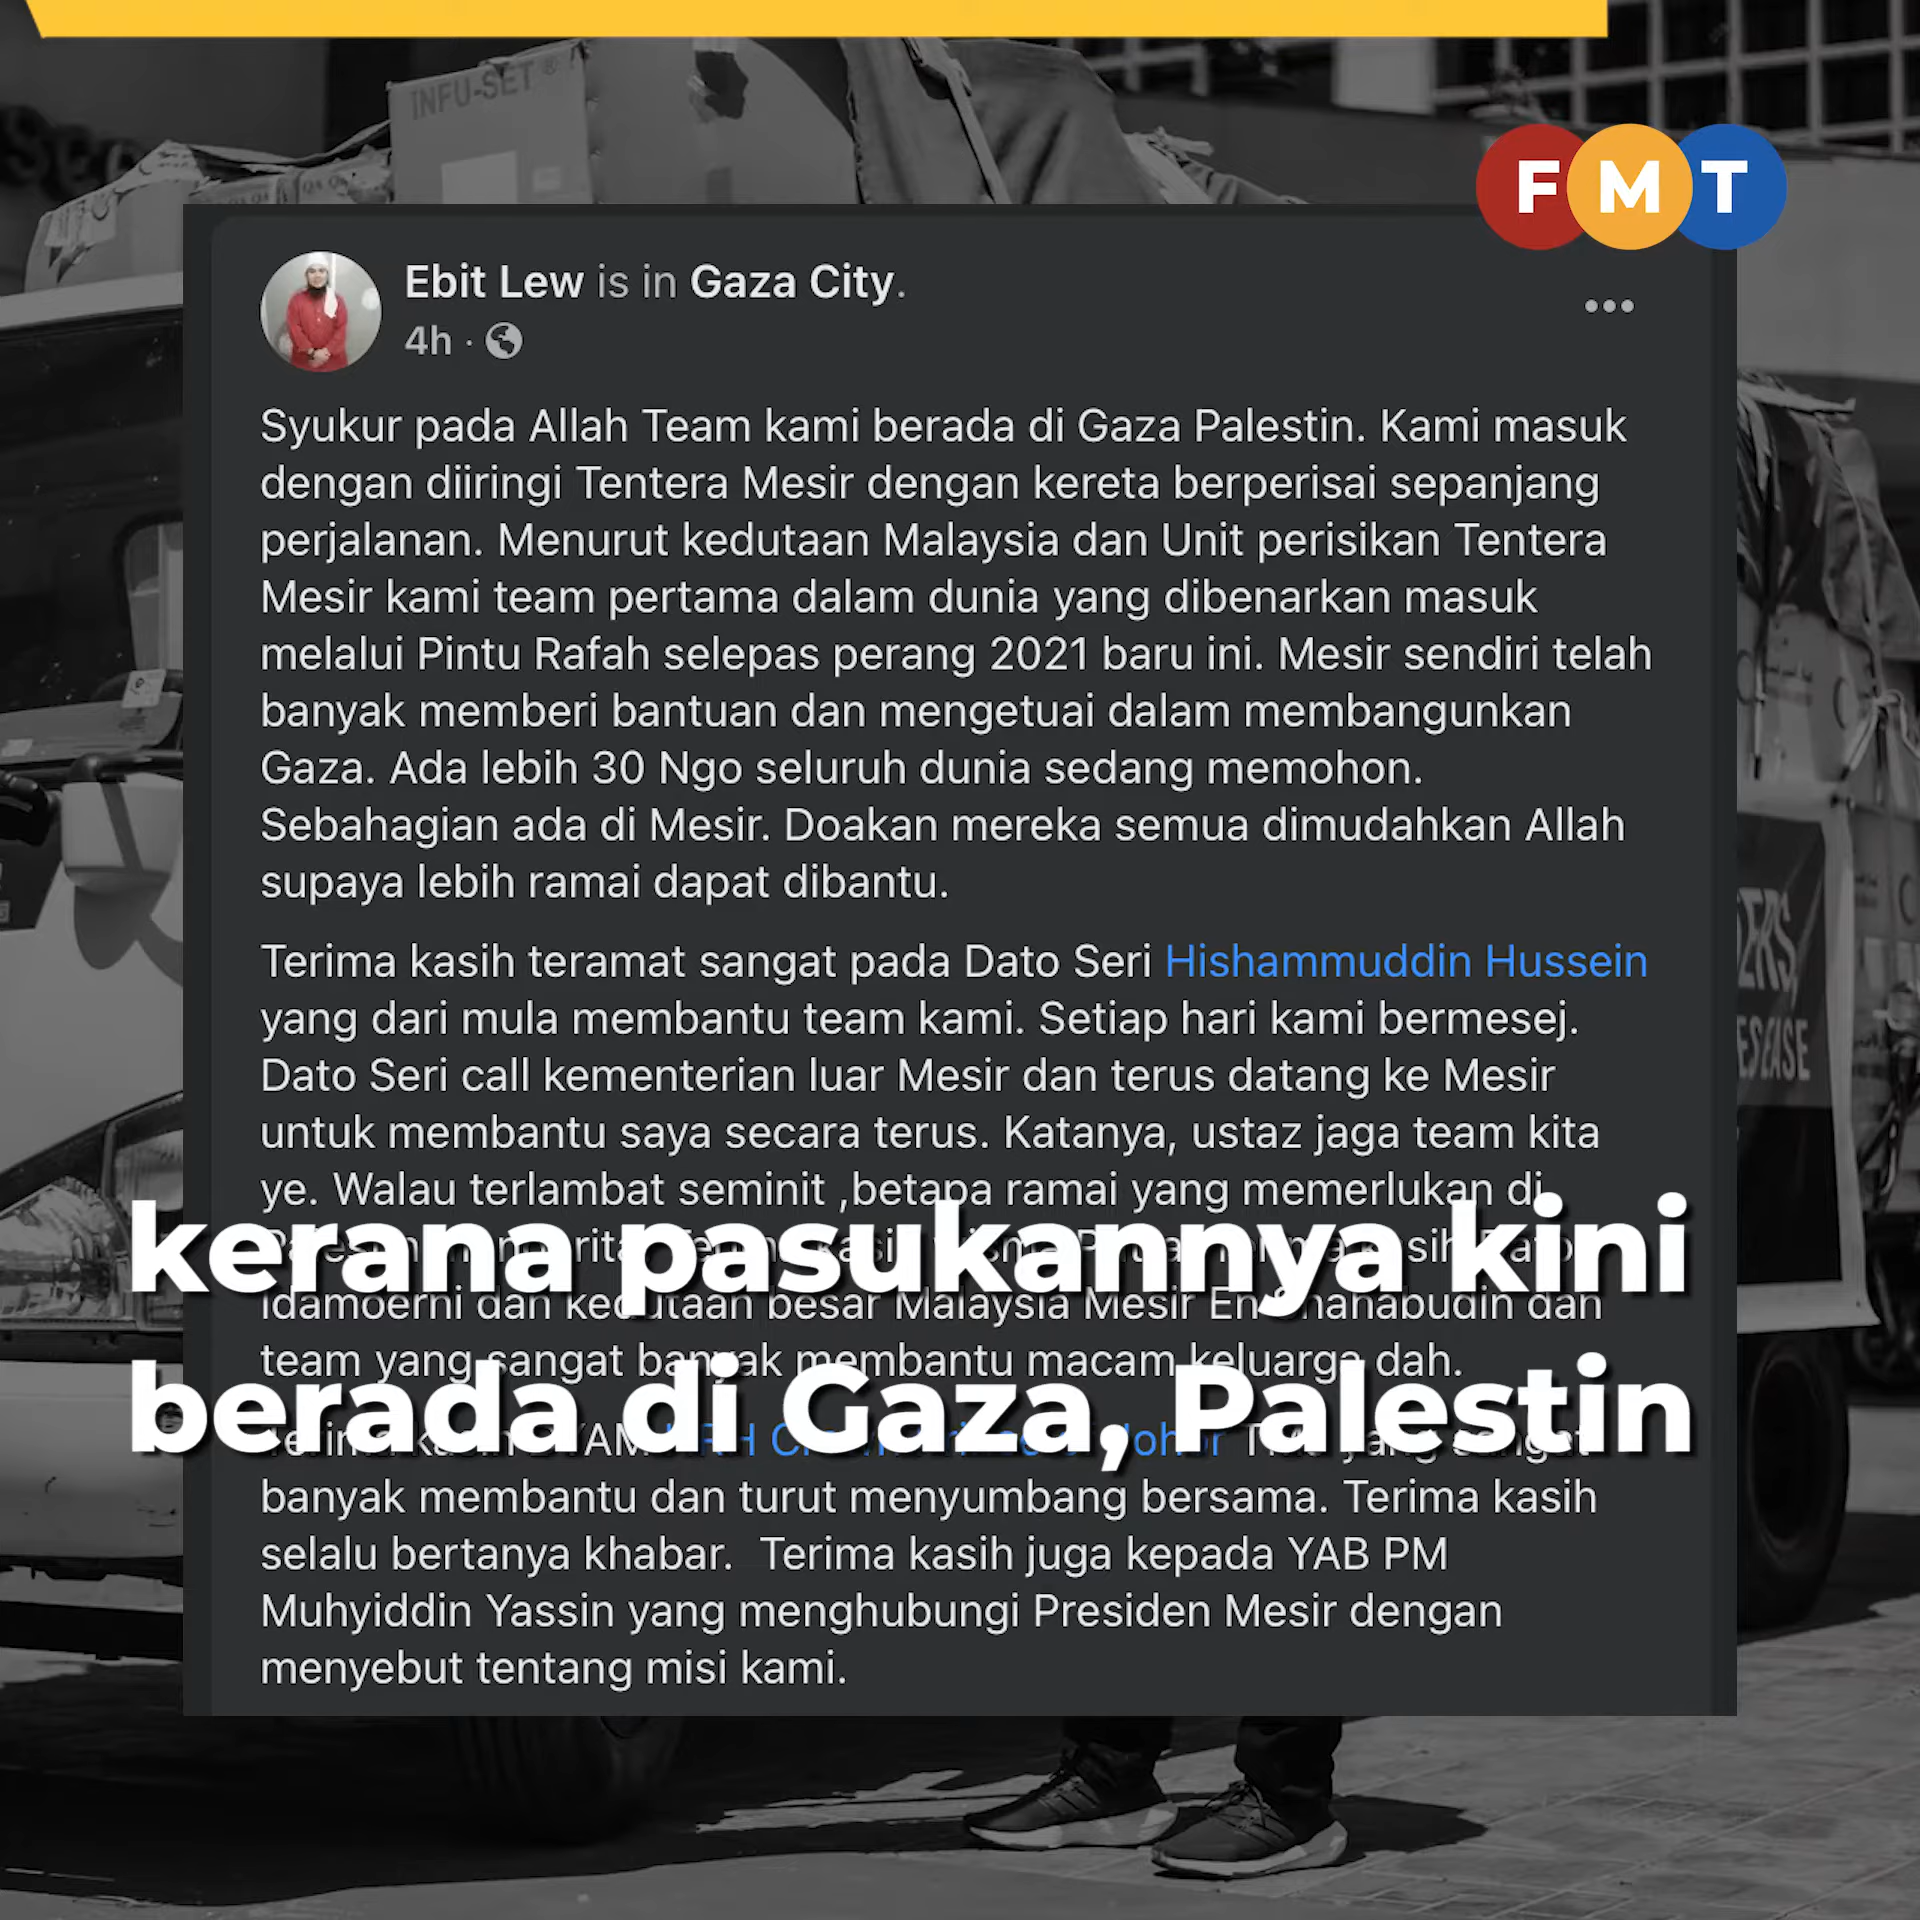 INFU-SET
FMT
Ebit Lew is in Gaza City.
4h ·
Syukur pada Allah Team kami berada di Gaza Palestin. Kami masuk
dengan diiringi Tentera Mesir dengan kereta berperisai sepanjang
perjalanan. Menurut kedutaan Malaysia dan Unit perisikan Tentera
Mesir kami team pertama dalam dunia yang dibenarkan masuk
melalui Pintu Rafah selepas perang 2021 baru ini. Mesir sendiri telah
banyak memberi bantuan dan mengetuai dalam membangunkan
Gaza. Ada lebih 30 Ngo seluruh dunia sedang memohon.
Sebahagian ada di Mesir. Doakan mereka semua dimudahkan Allah
supaya lebih ramai dapat dibantu.
Terima kasih teramat sangat pada Dato Seri Hishammuddin Hussein
yang dari mula membantu team kami. Setiap hari kami bermesej.
Dato Seri call kementerian luar Mesir dan terus datang ke Mesir
untuk membantu saya secara terus. Katanya, ustaz jaga team kita
ye. Walau terlambat seminit ,betapa ramai yang memerlukan di
kerana pasukannya kini
Idamoerni dan kedutaan besar Malaysia Mesir En Shahabudin dan
team yang sangat banyak membantu macam keluarga dah.
berada di Gaza, Palestin
banyak membantu dan turut menyumbang bersama. Terima kasih
selalu bertanya khabar. Terima kasih juga kepada YAB PM
Muhyiddin Yassin yang menghubungi Presiden Mesir dengan
menyebut tentang misi kami.